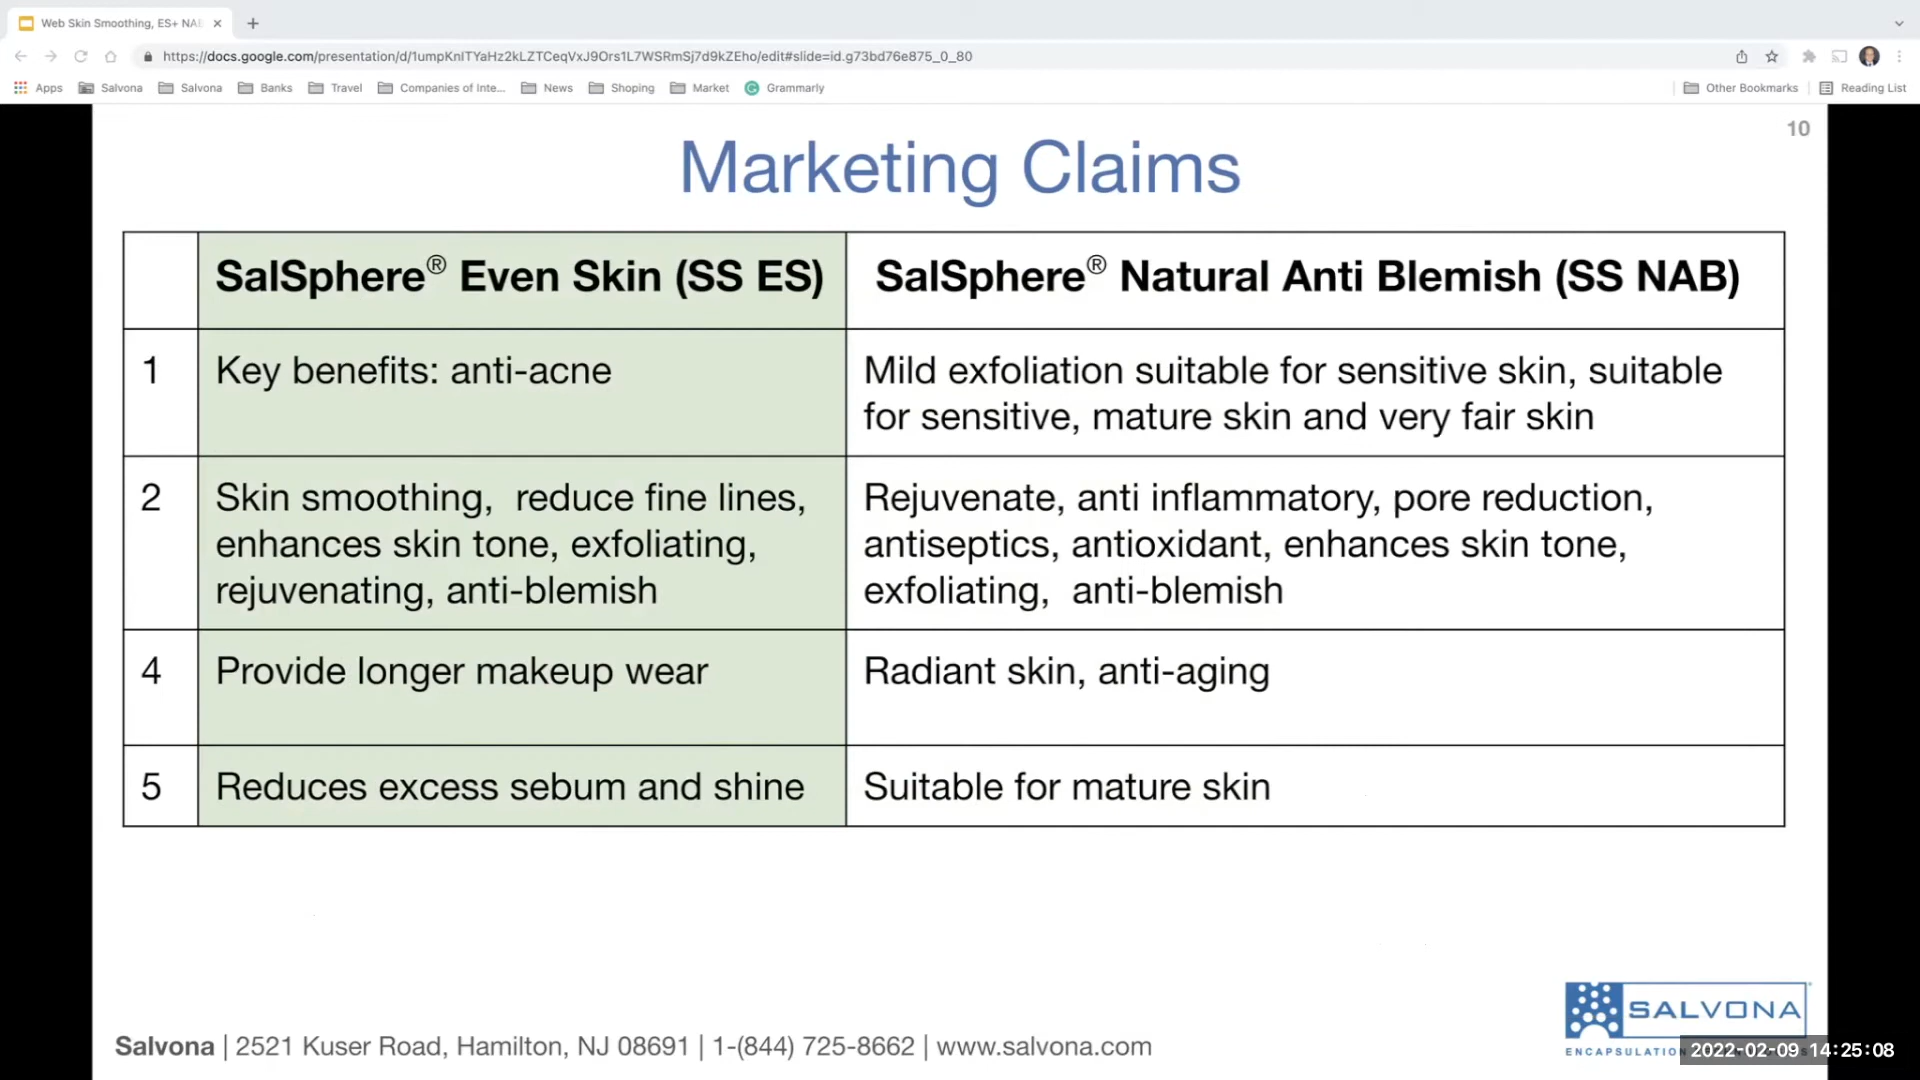 Web Skin Smoothing, ES+ NAB
https://docs.google.com/presentation/d/1umpKnITYaHz2kLZTCeqVxJ9Ors1L7WSRmSj7d9kZEho/edit#slide=id.g73bd76e875_0_80
Apps Salvona Salvona Banks Travel Companies of Inte... News Shoping Market Grammarly Other Bookmarks Reading List
10
Marketing Claims
SalSphere® Even Skin (SS ES) SalSphere® Natural Anti Blemish (SS NAB)
1 Key benefits: anti-acne Mild exfoliation suitable for sensitive skin, suitable
for sensitive, mature skin and very fair skin
2 Skin smoothing, reduce fine lines, Rejuvenate, anti inflammatory, pore reduction,
enhances skin tone, exfoliating, antiseptics, antioxidant, enhances skin tone,
rejuvenating, anti-blemish exfoliating, anti-blemish
4 Provide longer makeup wear Radiant skin, anti-aging
5 Reduces excess sebum and shine Suitable for mature skin
SALVONA
Salvona | 2521 Kuser Road, Hamilton, NJ 08691 | 1-(844) 725-8662 | www.salvona.com
ENCAPSULATION
2022-02-09 14:25:08